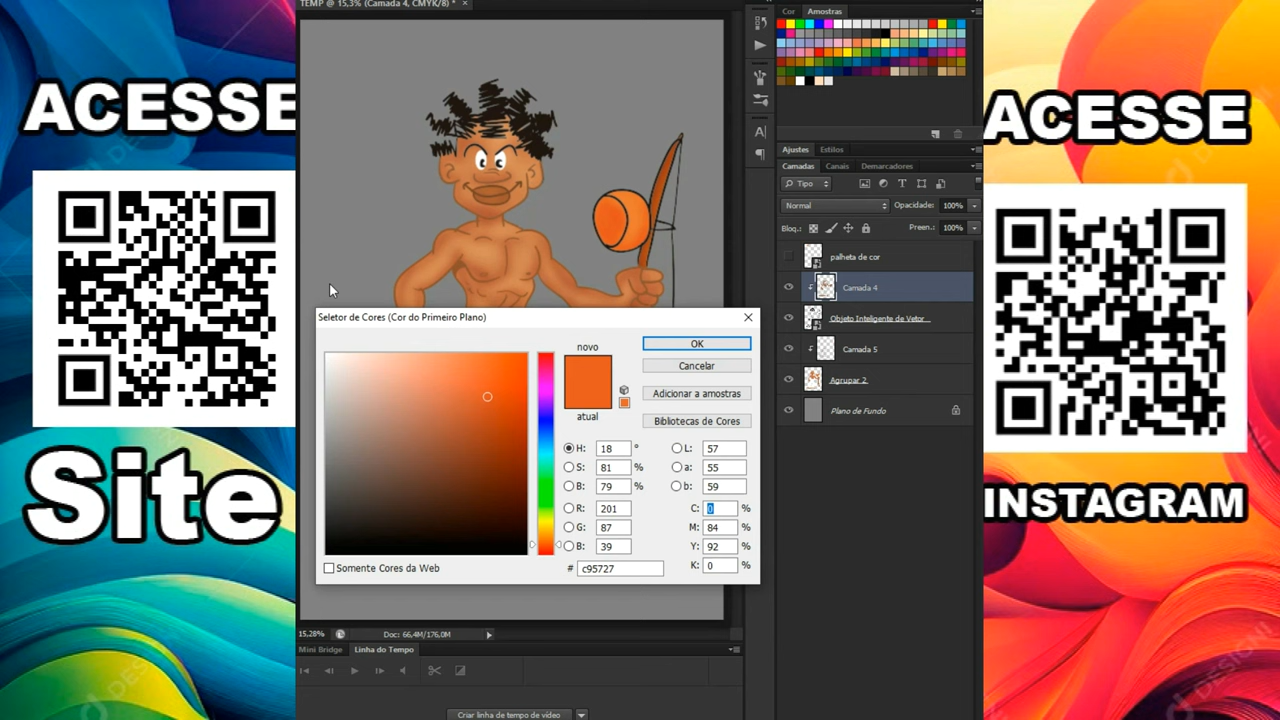 ACESSE
Site
TEMP @ 15,3% (Camada 4, CMYK/8) * ×
Seletor de Cores (Cor do Primeiro Plano)
novo
atual
OK
Cancelar
Adicionar a amostras
Bibliotecas de Cores
H: 18 °
S: 81 %
B: 79 %
R: 201
G: 87
B: 39
# c95727
L: 57
a: 55
b: 59
C: 0 %
M: 84 %
Y: 92 %
K: 0 %
Somente Cores da Web
15,28%
Doc: 66,4M/176,0M
Mini Bridge Linha do Tempo
Criar linha de tempo de vídeo
Cor Amostras
Ajustes Estilos
Camadas Canais Demarcadores
Tipo
Normal Opacidade: 100%
Bloq.: Preen.: 100%
palheta de cor
Camada 4
Objeto Inteligente de Vetor
Camada 5
Agrupar 2
Plano de Fundo
ACESSE
INSTAGRAM